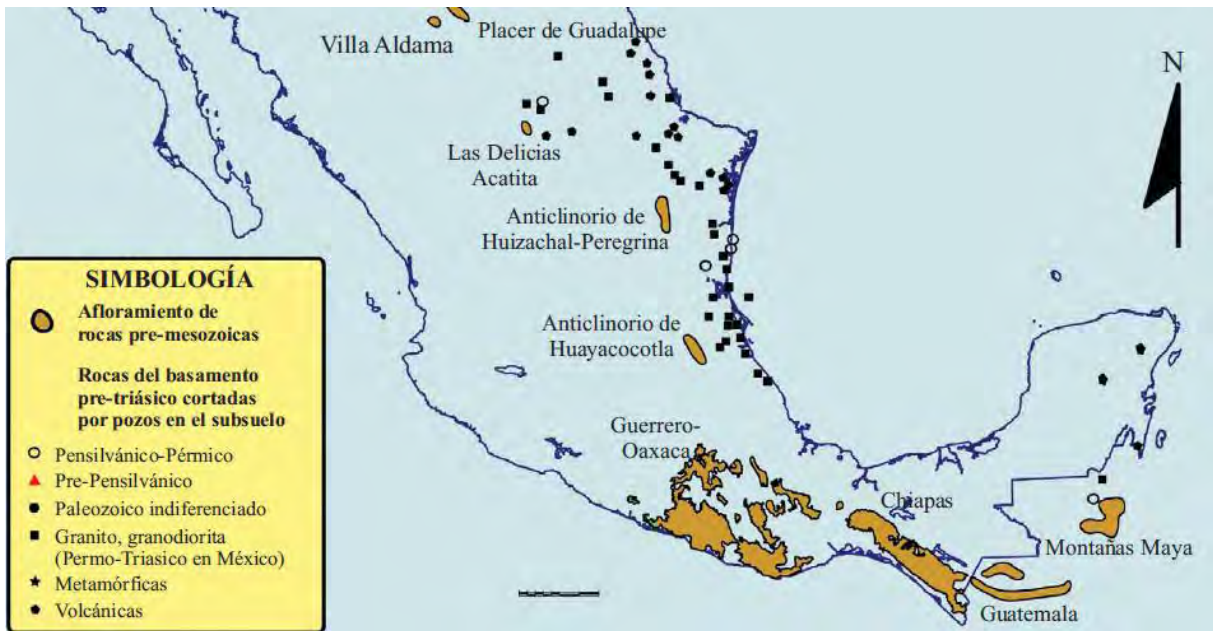 Placer de Guadalupe
Villa Aldama
N
Las Delicias
Acatita
Anticlinorio de
Huizachal-Peregrina
SIMBOLOGÍA
Afloramiento de
rocas pre-mesozoicas
Rocas del basamento
pre-triásico cortadas
por pozos en el subsuelo
Pensilvánico-Pérmico
Pre-Pensilvánico
Paleozoico indiferenciado
Granito, granodiorita
(Permo-Triasico en México)
Metamórficas
Volcánicas
Anticlinorio de
Huayacocotla
Guerrero-
Oaxaca
Chiapas
Montañas Maya
Guatemala